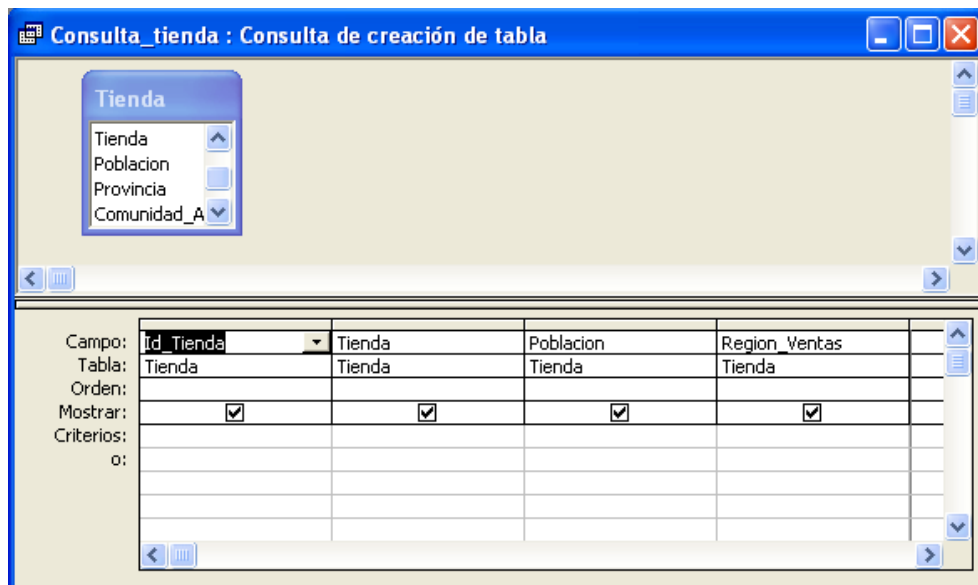 Consulta_tienda : Consulta de creación de tabla
Tienda
Tienda
Poblacion
Provincia
Comunidad_A
Campo: Id_Tienda Tienda Poblacion Region_Ventas
Tabla: Tienda Tienda Tienda Tienda
Orden:
Mostrar:
Criterios:
o: